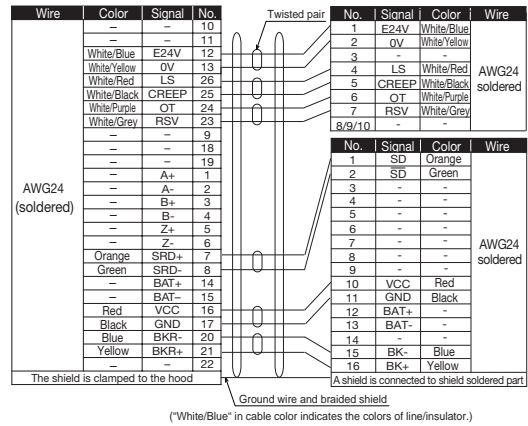 Wire Color Signal No.
– – 10
– – 11
White/Blue E24V 12
White/Yellow 0V 13
White/Red LS 26
White/Black CREEP 25
White/Purple OT 24
White/Grey RSV 23
– – 9
– – 18
– – 19
– A+ 1
– A- 2
– B+ 3
– B- 4
– Z+ 5
– Z- 6
Orange SRD+ 7
Green SRD- 8
– BAT+ 14
– BAT– 15
Red VCC 16
Black GND 17
Blue BKR- 20
Yellow BKR+ 21
– – 22
AWG24
(soldered)
The shield is clamped to the hood
Twisted pair
No. Signal Color Wire
1 E24V White/Blue
2 0V White/Yellow
3 - -
4 LS White/Red
5 CREEP White/Black
6 OT White/Purple
7 RSV White/Grey
8/9/10 - -
AWG24
soldered
No. Signal Color Wire
1 SD Orange
2 S̅D̅ Green
3 - -
4 - -
5 - -
6 - -
7 - -
8 - -
9 - -
10 VCC Red
11 GND Black
12 BAT+ -
13 BAT- -
14 - -
15 BK- Blue
16 BK+ Yellow
AWG24
soldered
A shield is connected to shield soldered part
Ground wire and braided shield
("White/Blue" in cable color indicates the colors of line/insulator.)